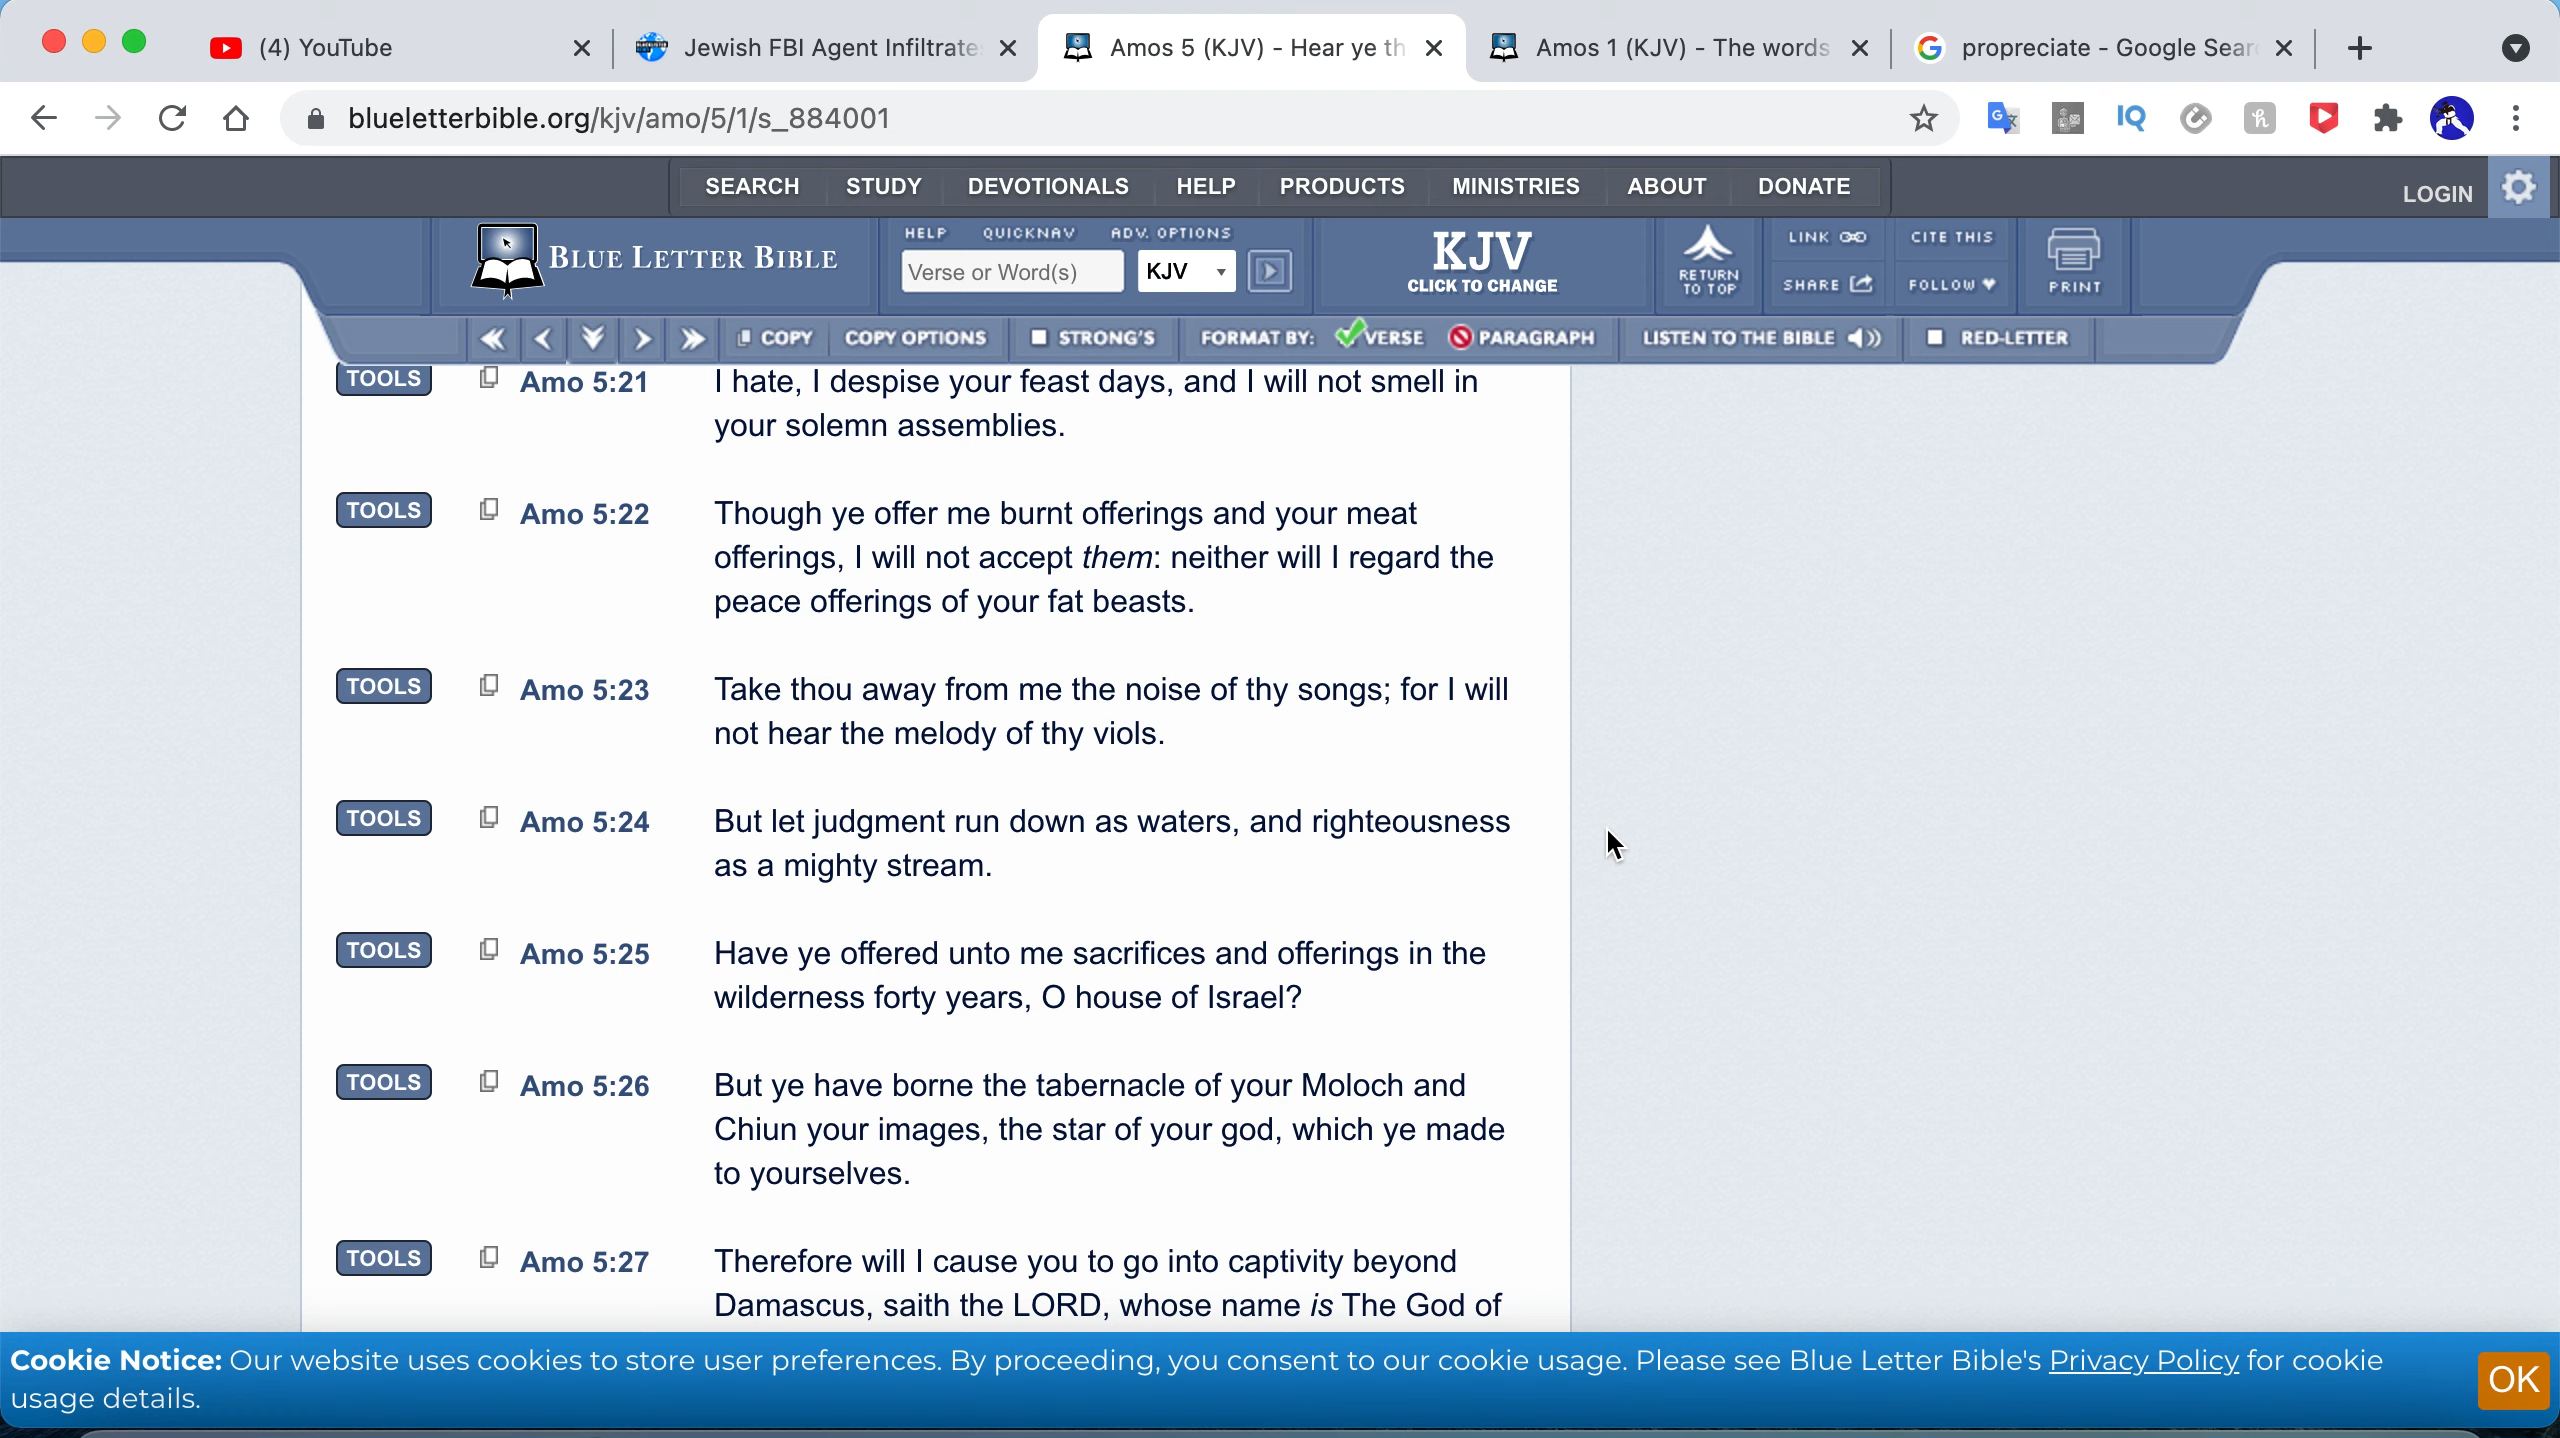 (4) YouTube
Jewish FBI Agent Infiltrate
Amos 5 (KJV) - Hear ye th
Amos 1 (KJV) - The words
propreciate - Google Sear
blueletterbible.org/kjv/amo/5/1/s_884001
SEARCH STUDY DEVOTIONALS HELP PRODUCTS MINISTRIES ABOUT DONATE
LOGIN
BLUE LETTER BIBLE
HELP QUICKNAV ADV. OPTIONS
Verse or Word(s) KJV
KJV
CLICK TO CHANGE
RETURN
TO TOP
LINK
SHARE
CITE THIS
FOLLOW
PRINT
COPY COPY OPTIONS STRONG'S FORMAT BY: VERSE PARAGRAPH LISTEN TO THE BIBLE RED-LETTER
TOOLS Amo 5:21 I hate, I despise your feast days, and I will not smell in
your solemn assemblies.
TOOLS Amo 5:22 Though ye offer me burnt offerings and your meat
offerings, I will not accept them: neither will I regard the
peace offerings of your fat beasts.
TOOLS Amo 5:23 Take thou away from me the noise of thy songs; for I will
not hear the melody of thy viols.
TOOLS Amo 5:24 But let judgment run down as waters, and righteousness
as a mighty stream.
TOOLS Amo 5:25 Have ye offered unto me sacrifices and offerings in the
wilderness forty years, O house of Israel?
TOOLS Amo 5:26 But ye have borne the tabernacle of your Moloch and
Chiun your images, the star of your god, which ye made
to yourselves.
TOOLS Amo 5:27 Therefore will I cause you to go into captivity beyond
Damascus, saith the LORD, whose name is The God of
Cookie Notice: Our website uses cookies to store user preferences. By proceeding, you consent to our cookie usage. Please see Blue Letter Bible's Privacy Policy for cookie
usage details.
OK